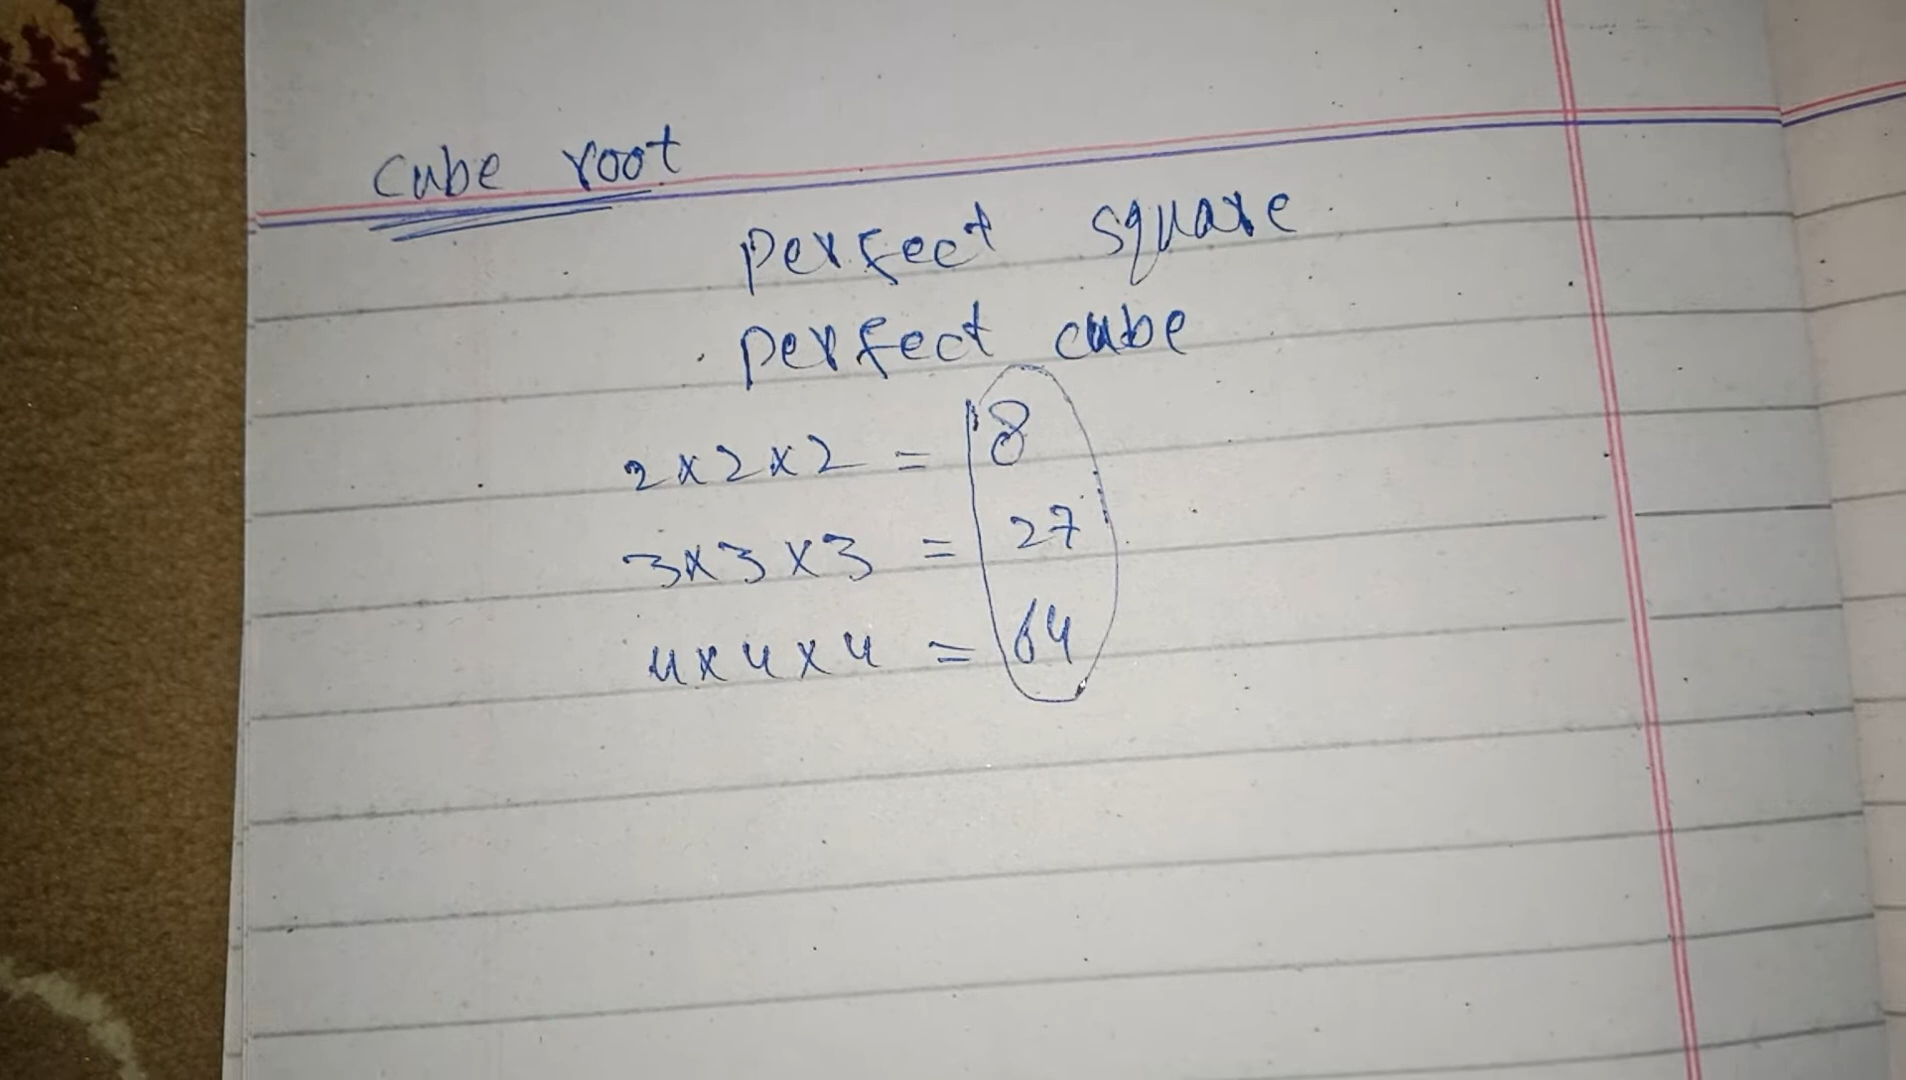 cube root
perfect square
perfect cube
2x2x2 = 8
3x3x3 = 27
4x4x4 = 64